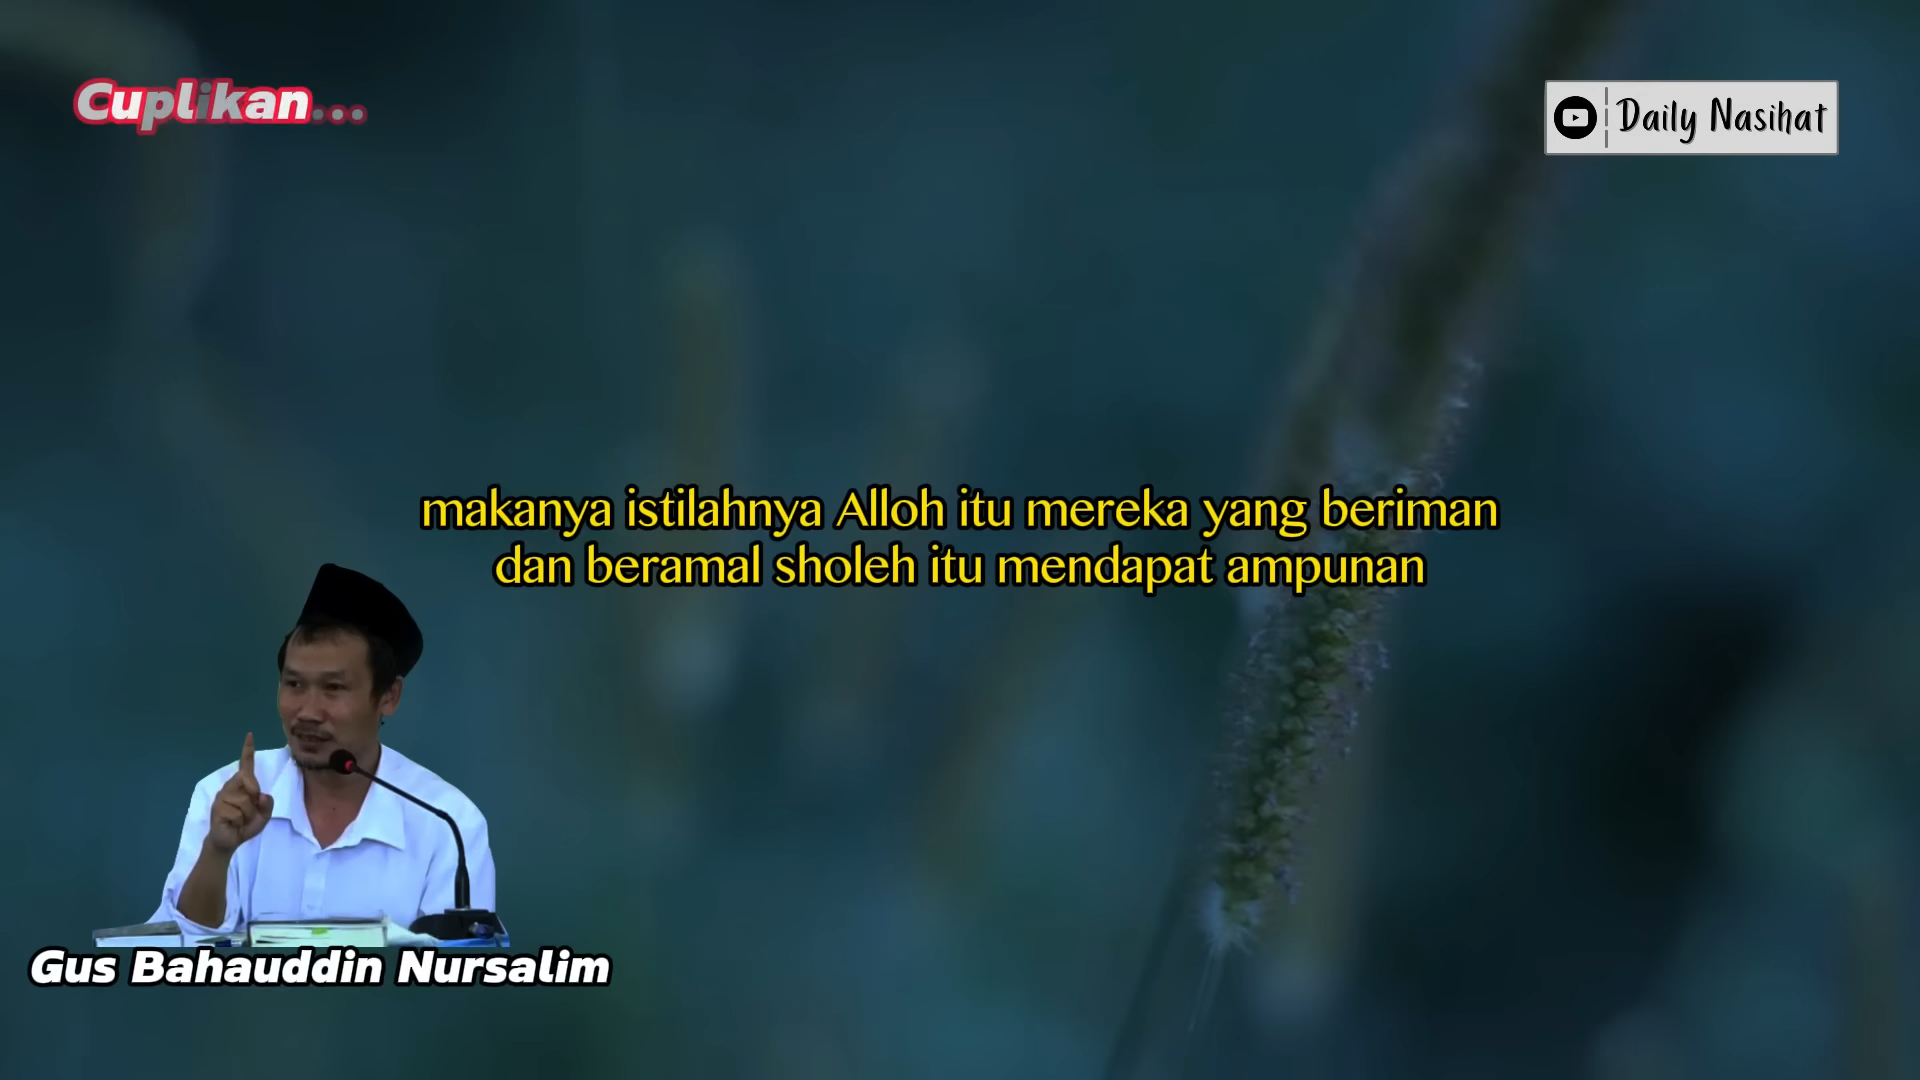 Cuplikan...
Daily Nasihat
makanya istilahnya Alloh itu mereka yang beriman
dan beramal sholeh itu mendapat ampunan
Gus Bahauddin Nursalim